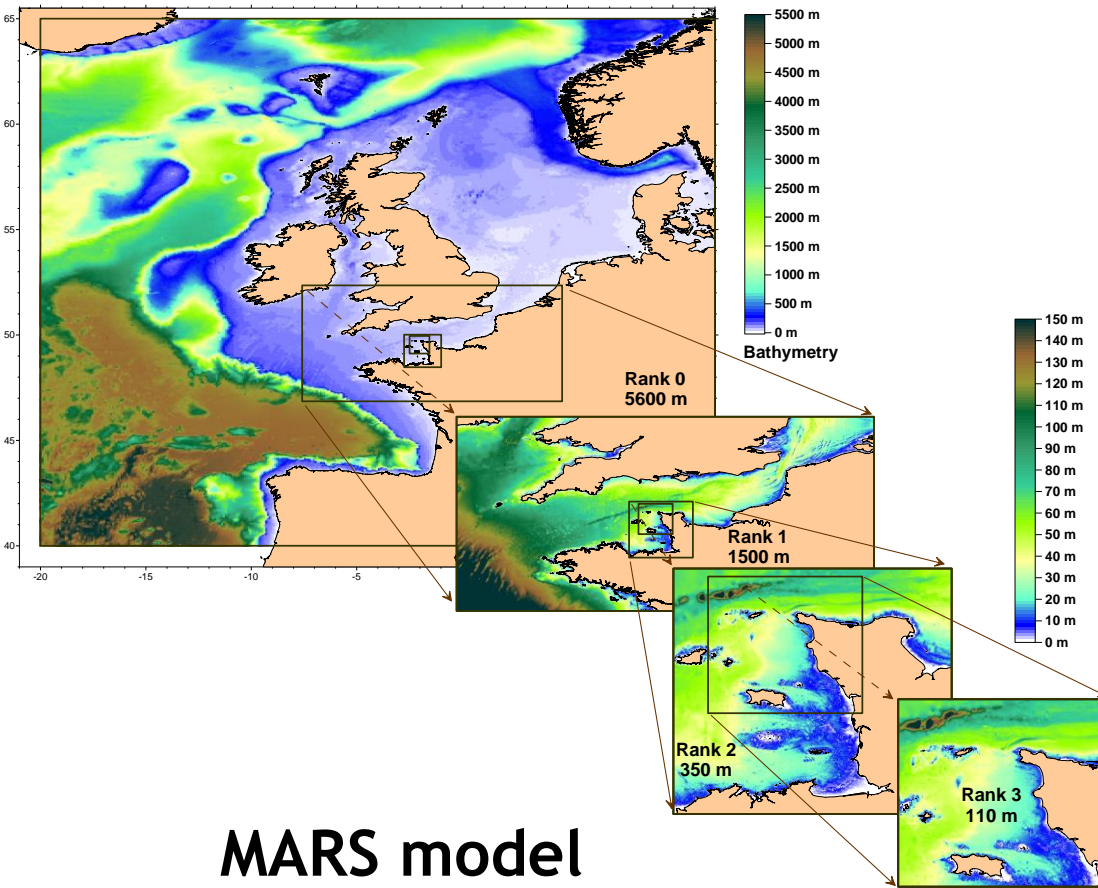 65
60
55
50
45
40
-20
-15
-10
-5
5500 m
5000 m
4500 m
4000 m
3500 m
3000 m
2500 m
2000 m
1500 m
1000 m
500 m
0 m
Bathymetry
Rank 0
5600 m
150 m
140 m
130 m
120 m
110 m
100 m
90 m
80 m
70 m
60 m
50 m
40 m
30 m
20 m
10 m
0 m
Rank 1
1500 m
Rank 2
350 m
Rank 3
110 m
MARS model